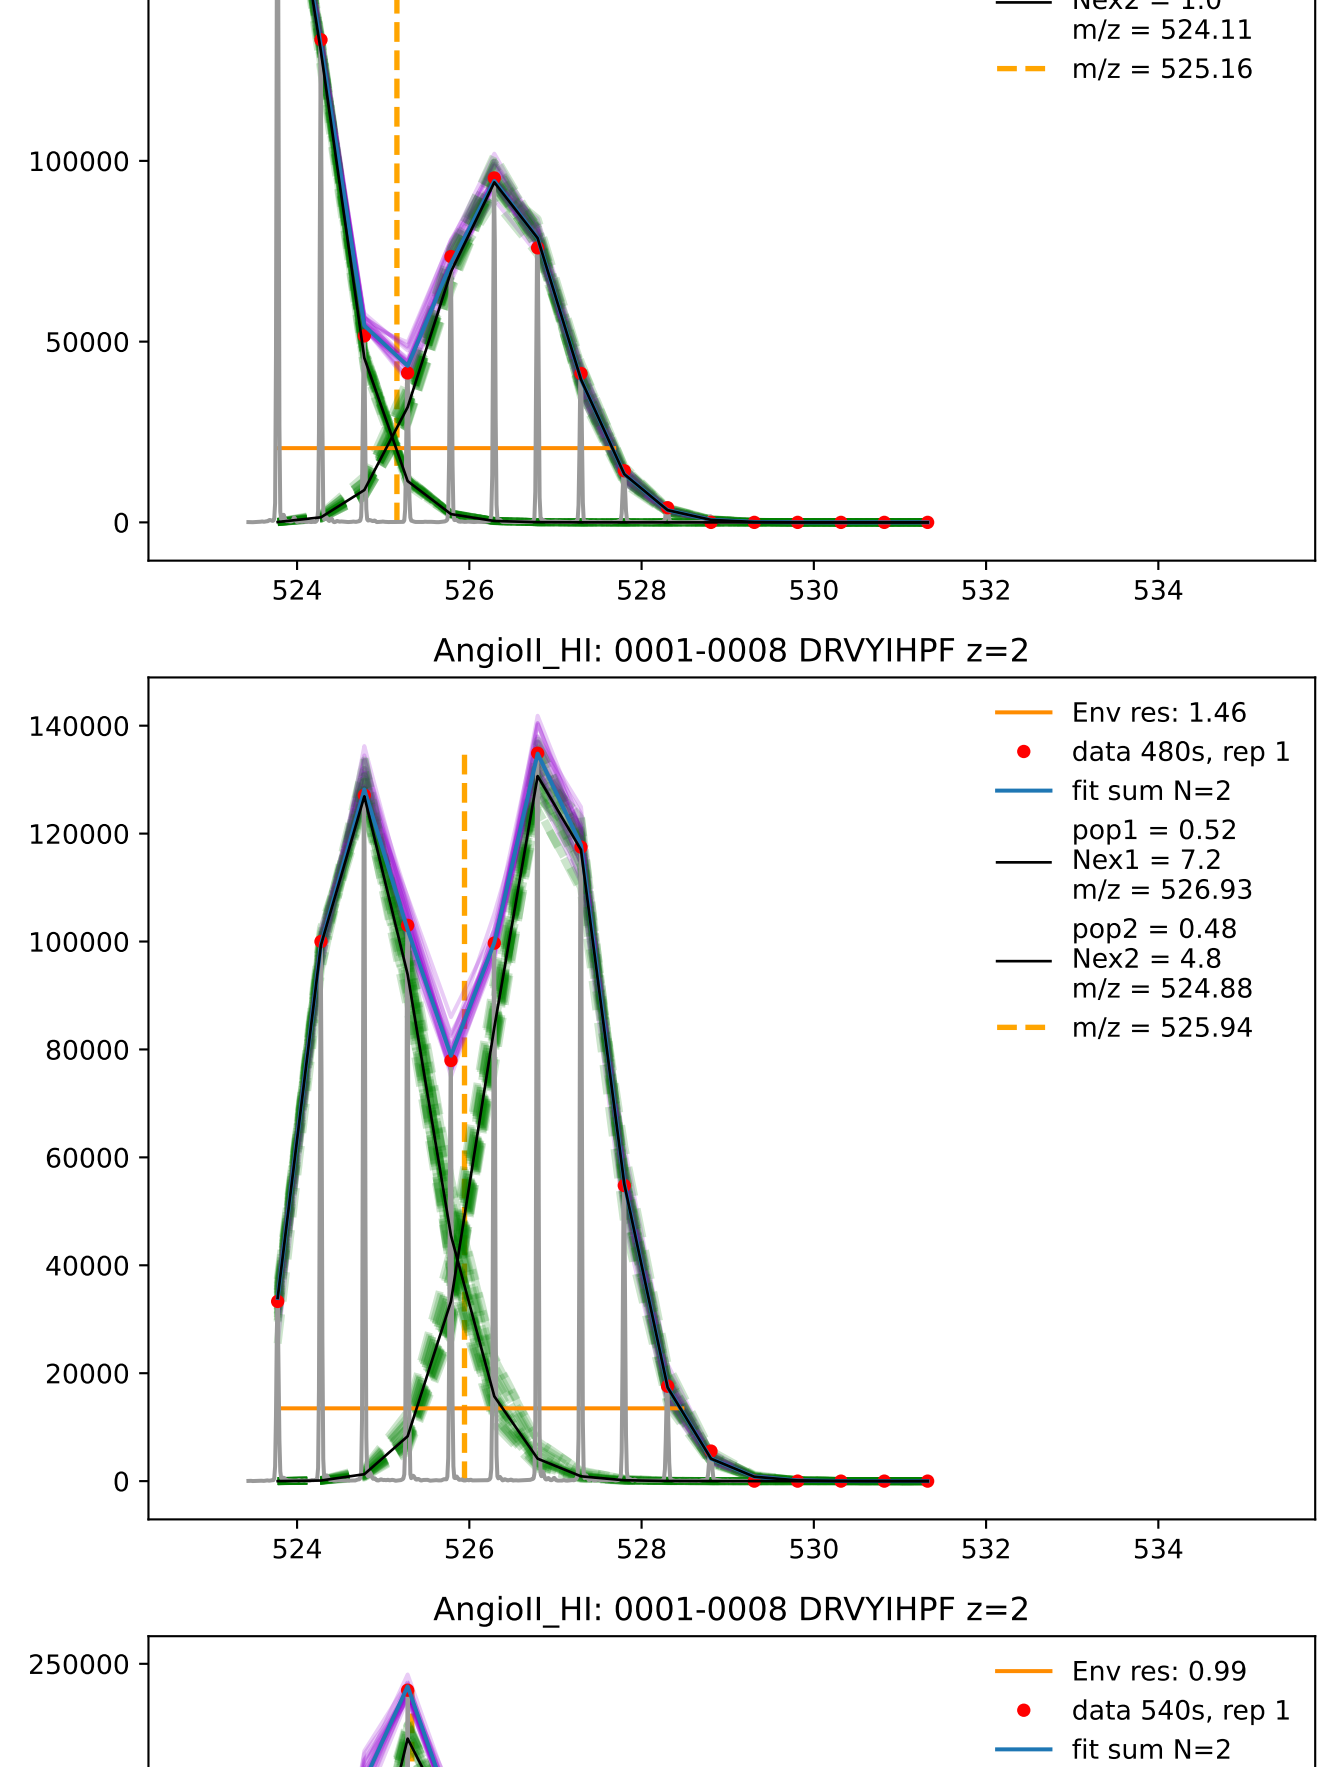 Nex2 = 1.0
m/z = 524.11
m/z = 525.16
100000
50000
0
524 526 528 530 532 534
AngioII_HI: 0001-0008 DRVYIHPF z=2
Env res: 1.46
data 480s, rep 1
fit sum N=2
pop1 = 0.52
Nex1 = 7.2
m/z = 526.93
pop2 = 0.48
Nex2 = 4.8
m/z = 524.88
m/z = 525.94
140000
120000
100000
80000
60000
40000
20000
0
524 526 528 530 532 534
AngioII_HI: 0001-0008 DRVYIHPF z=2
250000
Env res: 0.99
data 540s, rep 1
fit sum N=2